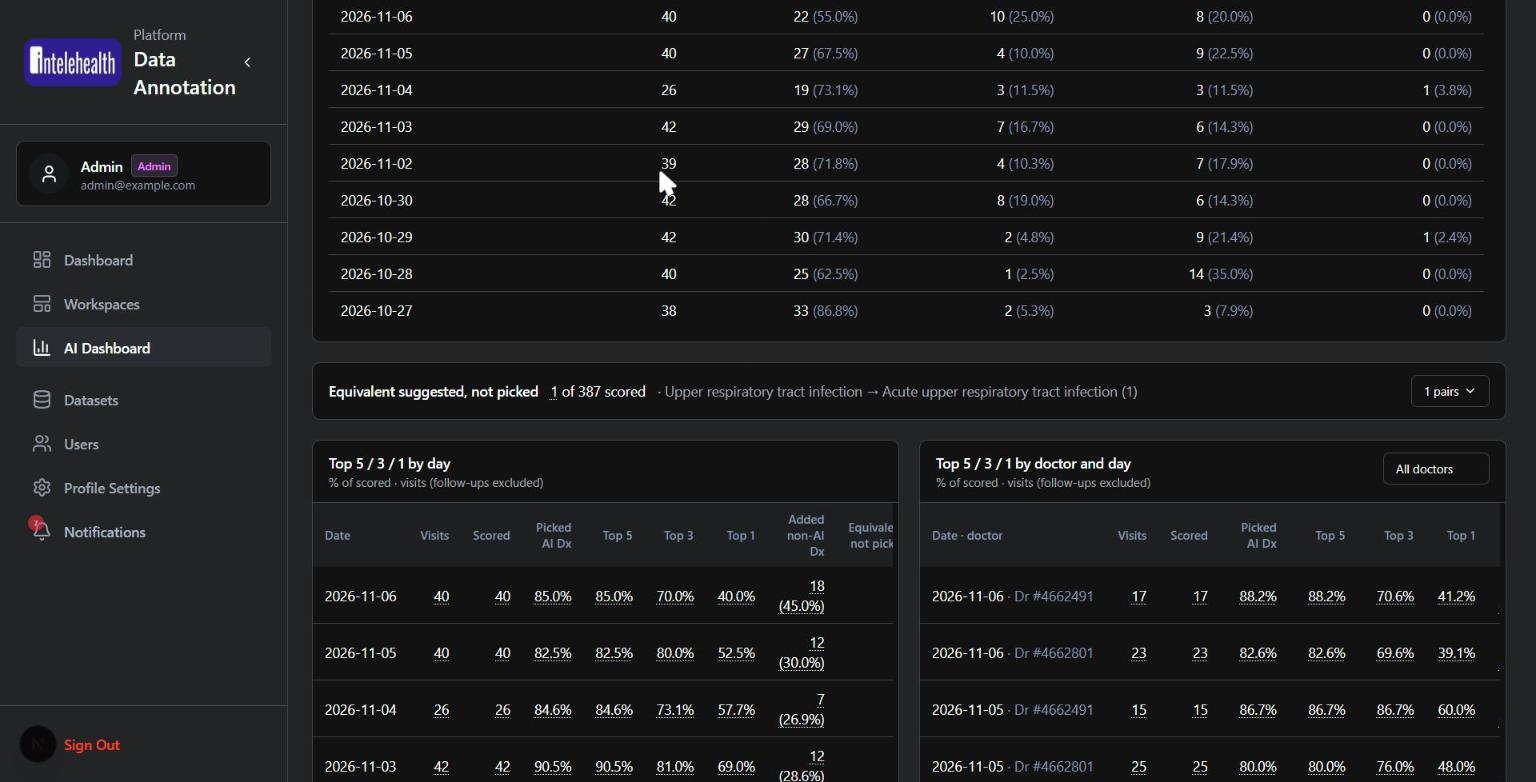 intelehealth
Platform
Data
Annotation
Admin Admin
admin@example.com
Dashboard
Workspaces
AI Dashboard
Datasets
Users
Profile Settings
Notifications
Sign Out
2026-11-06 40 22 (55.0%) 10 (25.0%) 8 (20.0%) 0 (0.0%)
2026-11-05 40 27 (67.5%) 4 (10.0%) 9 (22.5%) 0 (0.0%)
2026-11-04 26 19 (73.1%) 3 (11.5%) 3 (11.5%) 1 (3.8%)
2026-11-03 42 29 (69.0%) 7 (16.7%) 6 (14.3%) 0 (0.0%)
2026-11-02 39 28 (71.8%) 4 (10.3%) 7 (17.9%) 0 (0.0%)
2026-10-30 42 28 (66.7%) 8 (19.0%) 6 (14.3%) 0 (0.0%)
2026-10-29 42 30 (71.4%) 2 (4.8%) 9 (21.4%) 1 (2.4%)
2026-10-28 40 25 (62.5%) 1 (2.5%) 14 (35.0%) 0 (0.0%)
2026-10-27 38 33 (86.8%) 2 (5.3%) 3 (7.9%) 0 (0.0%)
Equivalent suggested, not picked 1 of 387 scored · Upper respiratory tract infection → Acute upper respiratory tract infection (1) 1 pairs
Top 5 / 3 / 1 by day
% of scored · visits (follow-ups excluded)
Date Visits Scored Picked AI Dx Top 5 Top 3 Top 1 Added non-AI Dx Equivale not pick
2026-11-06 40 40 85.0% 85.0% 70.0% 40.0% 18 (45.0%)
2026-11-05 40 40 82.5% 82.5% 80.0% 52.5% 12 (30.0%)
2026-11-04 26 26 84.6% 84.6% 73.1% 57.7% 7 (26.9%)
2026-11-03 42 42 90.5% 90.5% 81.0% 69.0% 12 (28.6%)
Top 5 / 3 / 1 by doctor and day
% of scored · visits (follow-ups excluded)
All doctors
Date · doctor Visits Scored Picked AI Dx Top 5 Top 3 Top 1
2026-11-06 · Dr #4662491 17 17 88.2% 88.2% 70.6% 41.2%
2026-11-06 · Dr #4662801 23 23 82.6% 82.6% 69.6% 39.1%
2026-11-05 · Dr #4662491 15 15 86.7% 86.7% 86.7% 60.0%
2026-11-05 · Dr #4662801 25 25 80.0% 80.0% 76.0% 48.0%